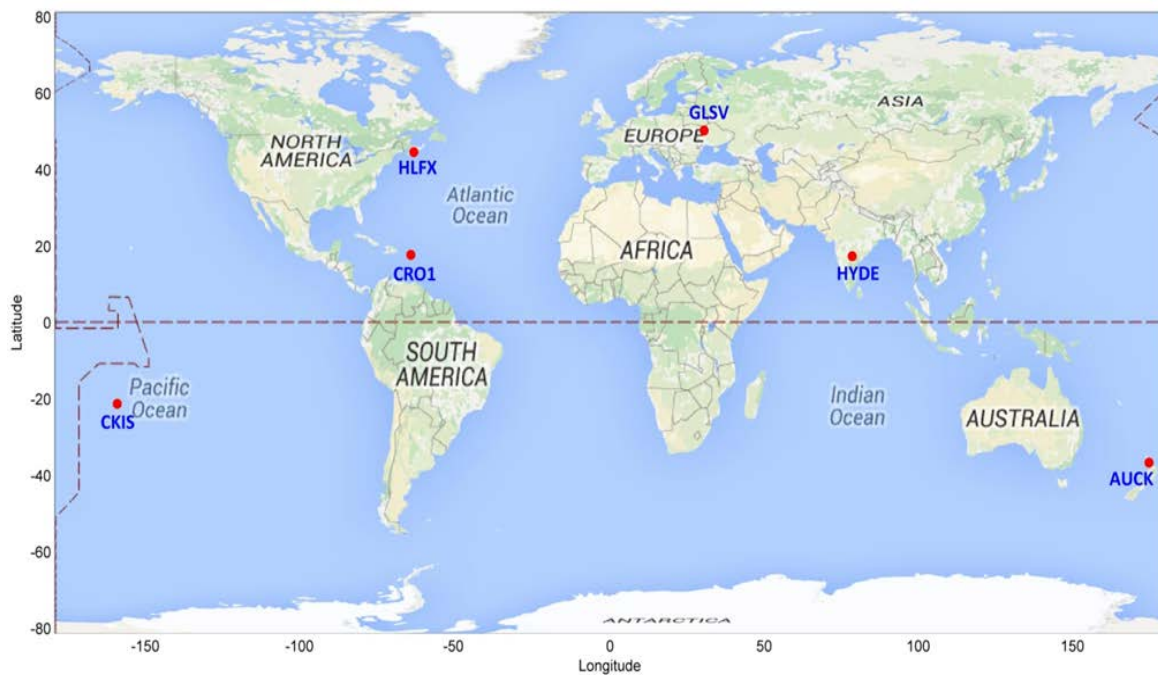 80
60
40
20
0
-20
-40
-60
-80
Latitude
-150
-100
-50
0
50
100
150
Longitude
NORTH
AMERICA
HLFX
Atlantic
Ocean
CRO1
SOUTH
AMERICA
Pacific
Ocean
CKIS
GLSV
EUROPE
ASIA
AFRICA
HYDE
Indian
Ocean
AUSTRALIA
AUCK
ANTARCTICA